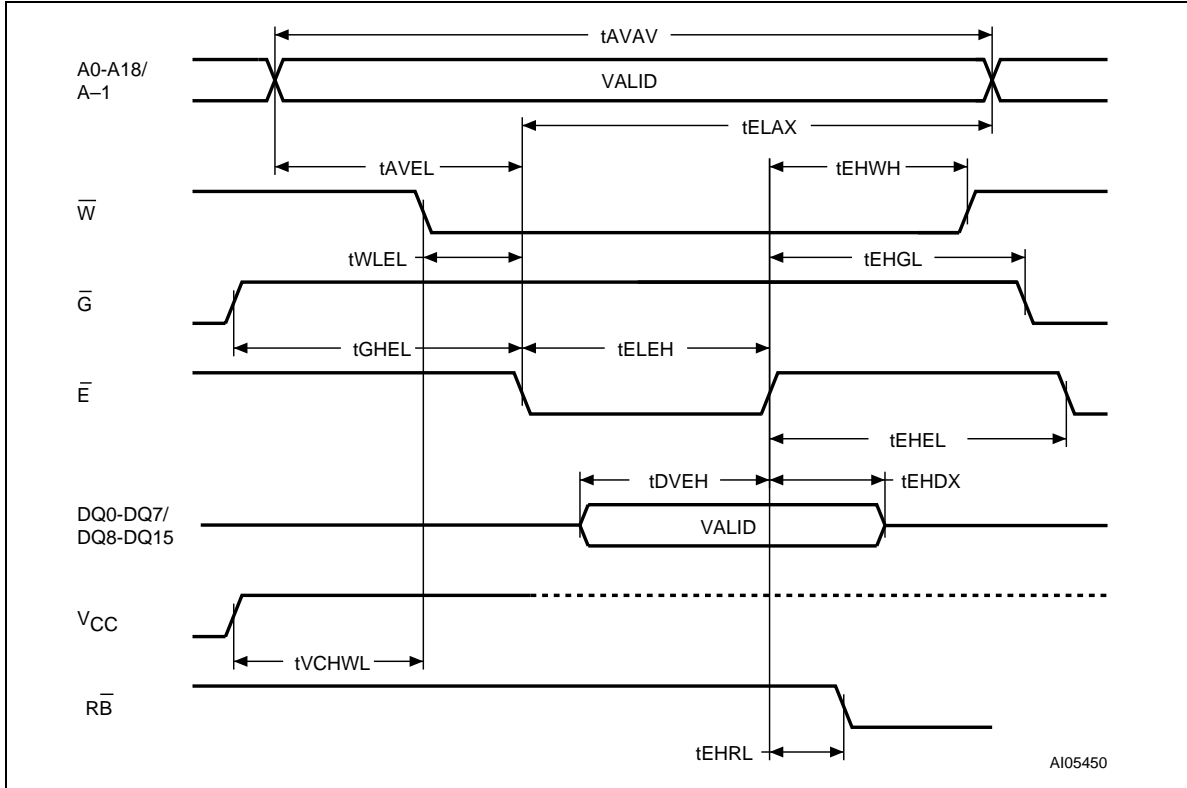 tAVAV
A0-A18/
A–1
VALID
tELAX
tAVEL
tEHWH
W̅
tWLEL
tEHGL
G̅
tGHEL
tELEH
E̅
tEHEL
tDVEH
tEHDX
DQ0-DQ7/
DQ8-DQ15
VALID
VCC
tVCHWL
RB̅
tEHRL
AI05450